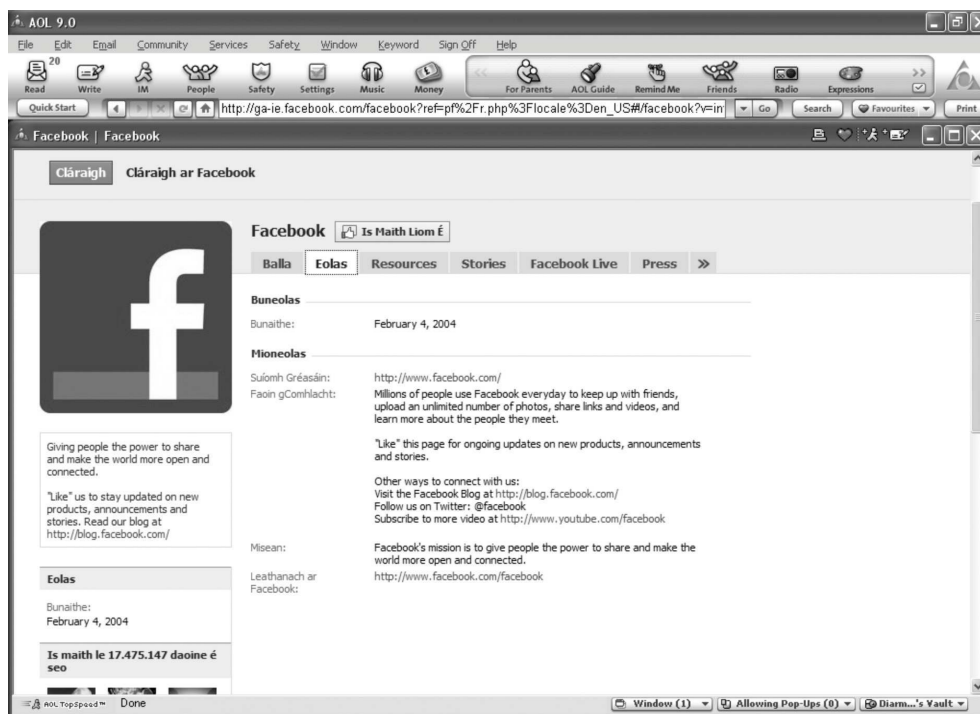 AOL 9.0
File Edit Email Community Services Safety Window Keyword Sign Off Help
20
Read Write IM People Safety Settings Music Money << For Parents AOL Guide Remind Me Friends Radio Expressions >>
Quick Start http://ga-ie.facebook.com/facebook?ref=pf%2Fr.php%3Flocale%3Den_US#!/facebook?v=in Go Search Favourites Print
Facebook | Facebook
Cláraigh Cláraigh ar Facebook
f
Facebook Is Maith Liom É
Balla Eolas Resources Stories Facebook Live Press »
Buneolas
Bunaithe: February 4, 2004
Mioneolas
Suíomh Gréasáin: http://www.facebook.com/
Faoin gComhlacht: Millions of people use Facebook everyday to keep up with friends,
upload an unlimited number of photos, share links and videos, and
learn more about the people they meet.
"Like" this page for ongoing updates on new products, announcements
and stories.
Other ways to connect with us:
Visit the Facebook Blog at http://blog.facebook.com/
Follow us on Twitter: @facebook
Subscribe to more video at http://www.youtube.com/facebook
Misean: Facebook's mission is to give people the power to share and make the
world more open and connected.
Leathanach ar http://www.facebook.com/facebook
Facebook:
Giving people the power to share
and make the world more open and
connected.
"Like" us to stay updated on new
products, announcements and
stories. Read our blog at
http://blog.facebook.com/
Eolas
Bunaithe:
February 4, 2004
Is maith le 17.475.147 daoine é
seo
AOL TopSpeed™ Done Window (1) Allowing Pop-Ups (0) Diarm...'s Vault